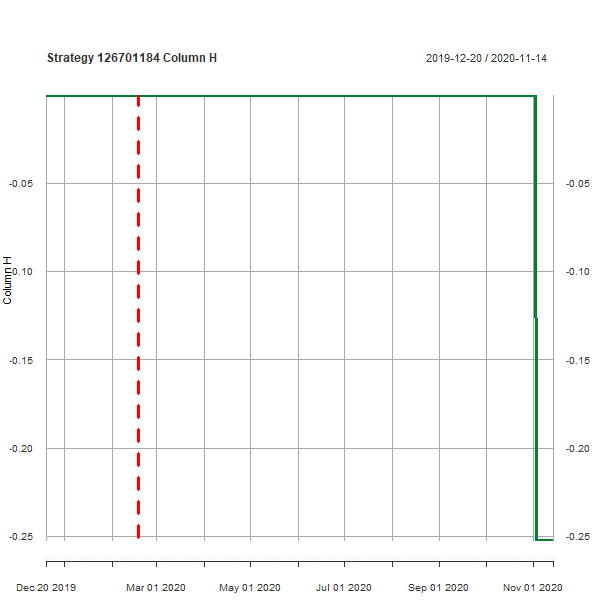 Strategy 126701184 Column H
2019-12-20 / 2020-11-14
-0.05 -0.05
-0.10 -0.10
Column H
-0.15 -0.15
-0.20 -0.20
-0.25 -0.25
Dec 20 2019 Mar 01 2020 May 01 2020 Jul 01 2020 Sep 01 2020 Nov 01 2020